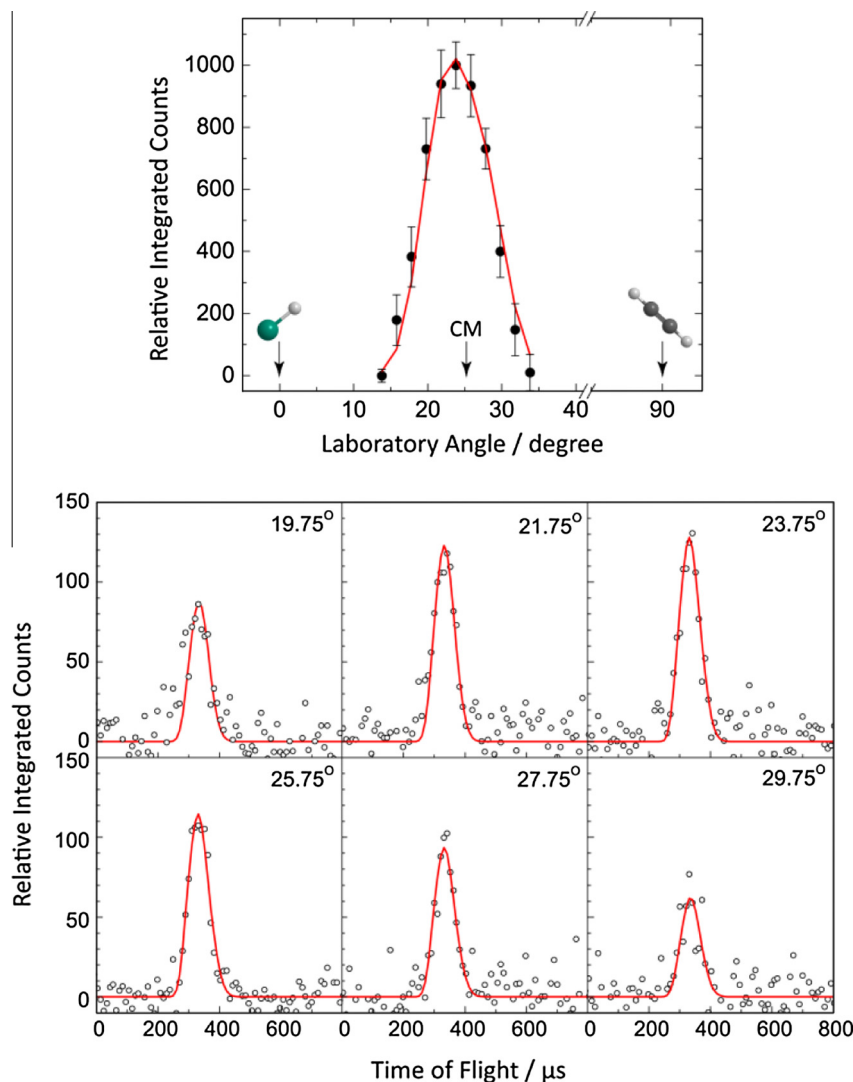 1000
800
600
400
200
0
Relative Integrated Counts
CM
0 10 20 30 40 90
Laboratory Angle / degree
150
100
50
0
19.75° 21.75° 23.75°
150
100
50
0
25.75° 27.75° 29.75°
Relative Integrated Counts
0 200 400 600 0 200 400 600 0 200 400 600 800
Time of Flight / μs